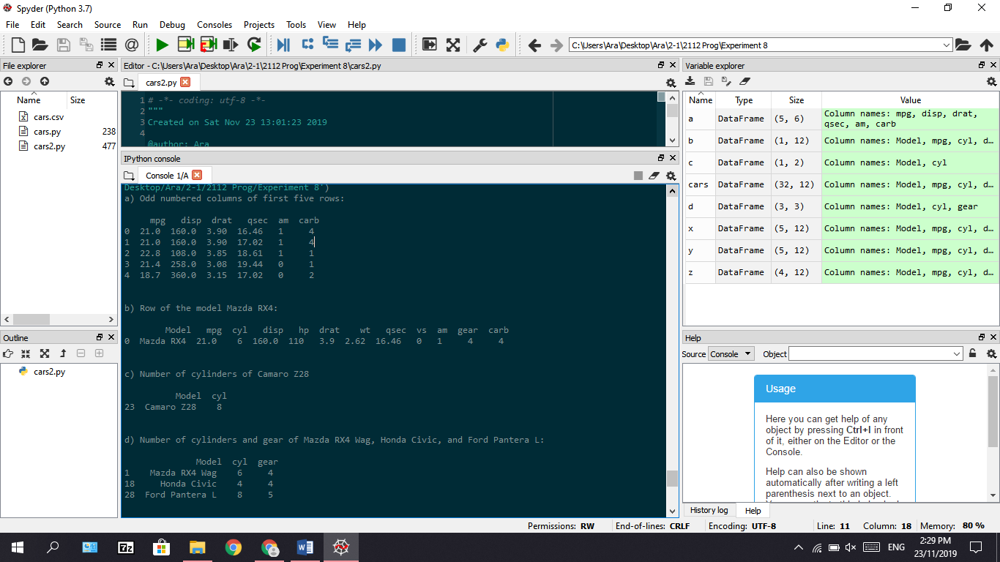 Spyder (Python 3.7)
File Edit Search Source Run Debug Consoles Projects Tools View Help
C:\Users\Ara\Desktop\Ara\2-1\2112 Prog\Experiment 8
File explorer
Name Size
cars.csv
cars.py 238
cars2.py 477
Outline
cars2.py
Editor - C:\Users\Ara\Desktop\Ara\2-1\2112 Prog\Experiment 8\cars2.py
cars2.py
1 # -*- coding: utf-8 -*-
2 """
3 Created on Sat Nov 23 13:01:23 2019
4
@author: Ara
IPython console
Console 1/A
Desktop/Ara/2-1/2112 Prog/Experiment 8')
a) Odd numbered columns of first five rows:
mpg disp drat qsec am carb
0 21.0 160.0 3.90 16.46 1 4
1 21.0 160.0 3.90 17.02 1 4
2 22.8 108.0 3.85 18.61 1 1
3 21.4 258.0 3.08 19.44 0 1
4 18.7 360.0 3.15 17.02 0 2
b) Row of the model Mazda RX4:
Model mpg cyl disp hp drat wt qsec vs am gear carb
0 Mazda RX4 21.0 6 160.0 110 3.9 2.62 16.46 0 1 4 4
c) Number of cylinders of Camaro Z28
Model cyl
23 Camaro Z28 8
d) Number of cylinders and gear of Mazda RX4 Wag, Honda Civic, and Ford Pantera L:
Model cyl gear
1 Mazda RX4 Wag 6 4
18 Honda Civic 4 4
28 Ford Pantera L 8 5
Variable explorer
Name Type Size Value
a DataFrame (5, 6) Column names: mpg, disp, drat,
qsec, am, carb
b DataFrame (1, 12) Column names: Model, mpg, cyl, d…
c DataFrame (1, 2) Column names: Model, cyl
cars DataFrame (32, 12) Column names: Model, mpg, cyl, d…
d DataFrame (3, 3) Column names: Model, cyl, gear
x DataFrame (5, 12) Column names: Model, mpg, cyl, d…
y DataFrame (5, 12) Column names: Model, mpg, cyl, d…
z DataFrame (4, 12) Column names: Model, mpg, cyl, d…
Help
Source Console Object
Usage
Here you can get help of any
object by pressing Ctrl+I in front
of it, either on the Editor or the
Console.
Help can also be shown
automatically after writing a left
parenthesis next to an object.
History log Help
Permissions: RW End-of-lines: CRLF Encoding: UTF-8 Line: 11 Column: 18 Memory: 80 %
7z
W
ENG
2:29 PM
23/11/2019